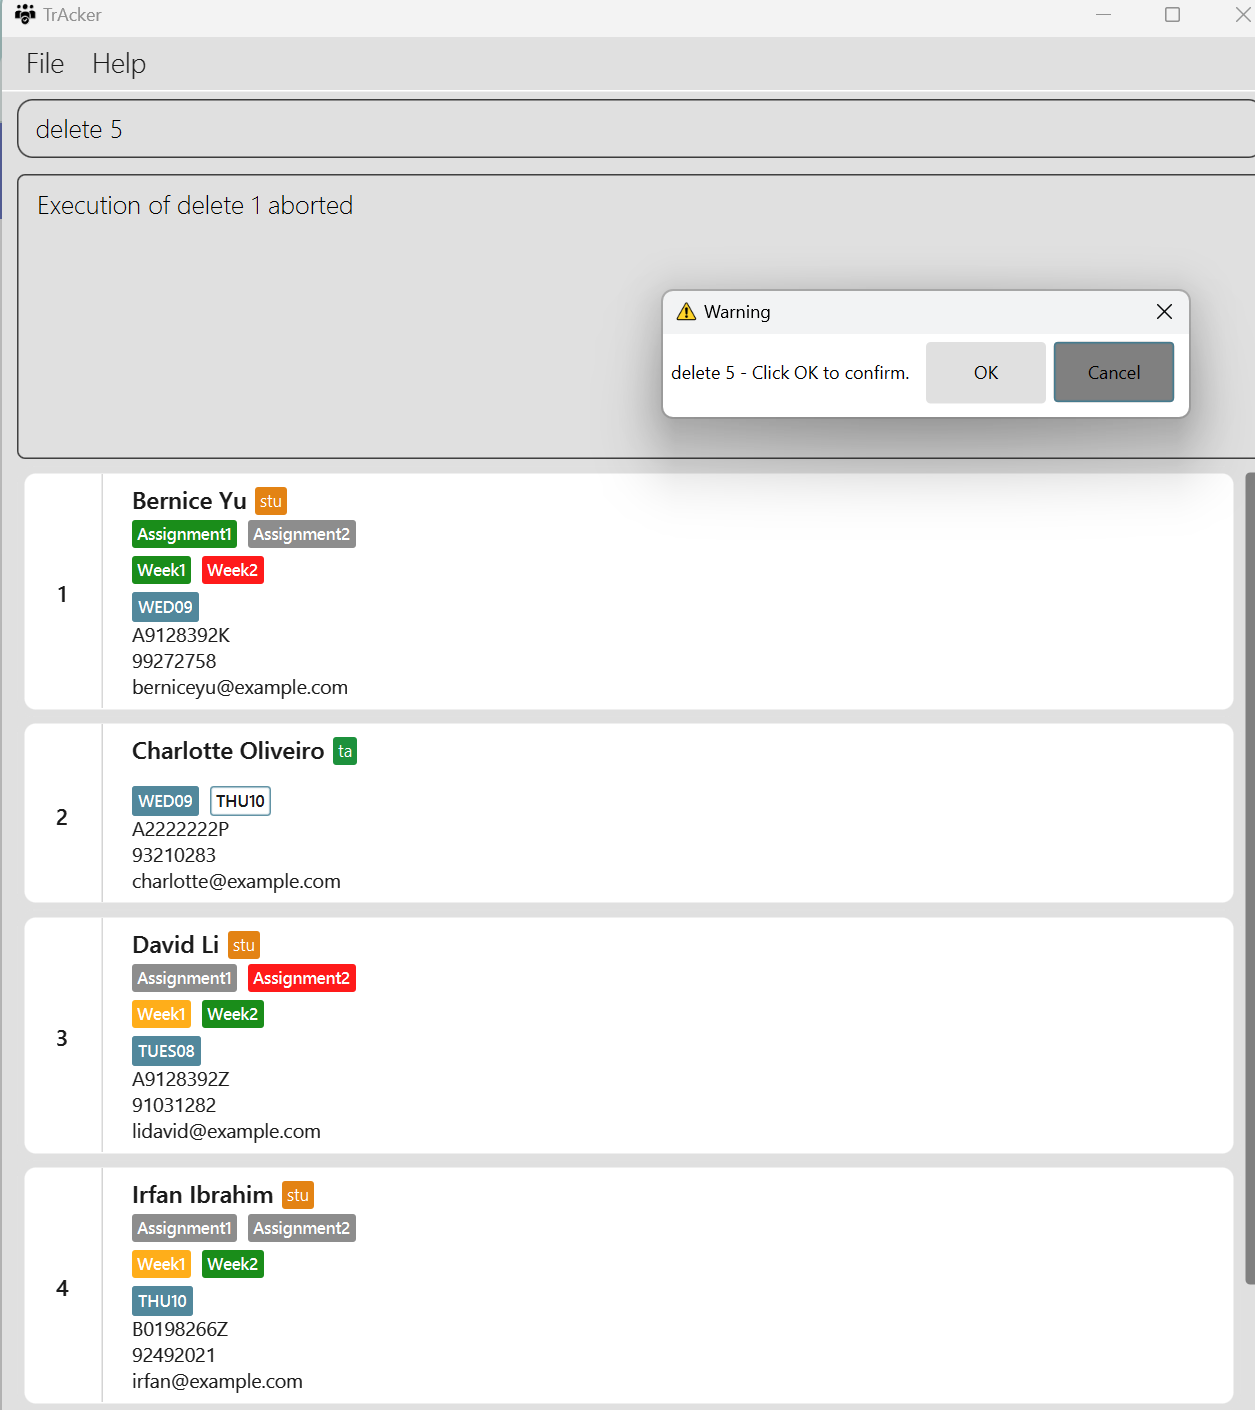 TrAcker
File Help
delete 5
Execution of delete 1 aborted
Warning
delete 5 - Click OK to confirm. OK Cancel
1
Bernice Yu stu
Assignment1 Assignment2
Week1 Week2
WED09
A9128392K
99272758
berniceyu@example.com
2
Charlotte Oliveiro ta
WED09 THU10
A2222222P
93210283
charlotte@example.com
3
David Li stu
Assignment1 Assignment2
Week1 Week2
TUES08
A9128392Z
91031282
lidavid@example.com
4
Irfan Ibrahim stu
Assignment1 Assignment2
Week1 Week2
THU10
B0198266Z
92492021
irfan@example.com